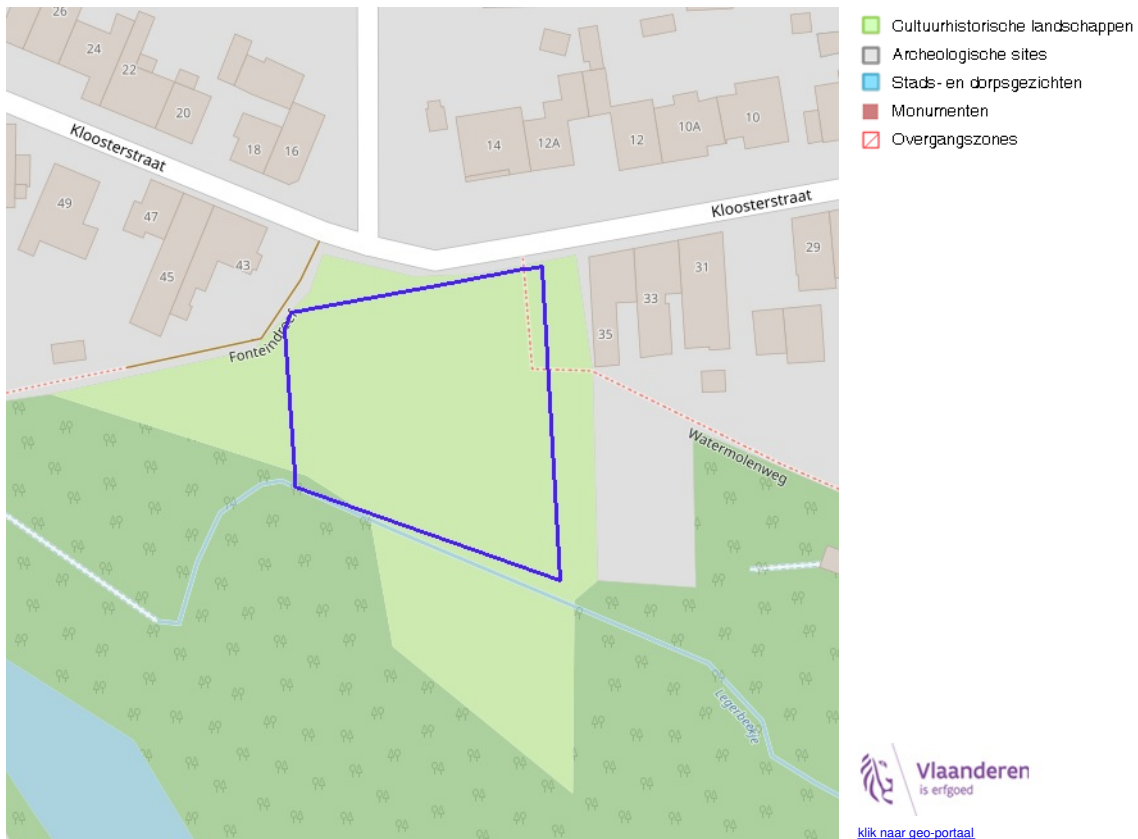 26
24
22
20
18
16
Kloosterstraat
14
12A
12
10A
10
Kloosterstraat
49
47
45
43
29
31
33
35
Fonteindreef
Watermolenweg
Legerbeekje
Cultuurhistorische landschappen
Archeologische sites
Stads- en dorpsgezichten
Monumenten
Overgangszones
Vlaanderen
is erfgoed
klik naar geo-portaal